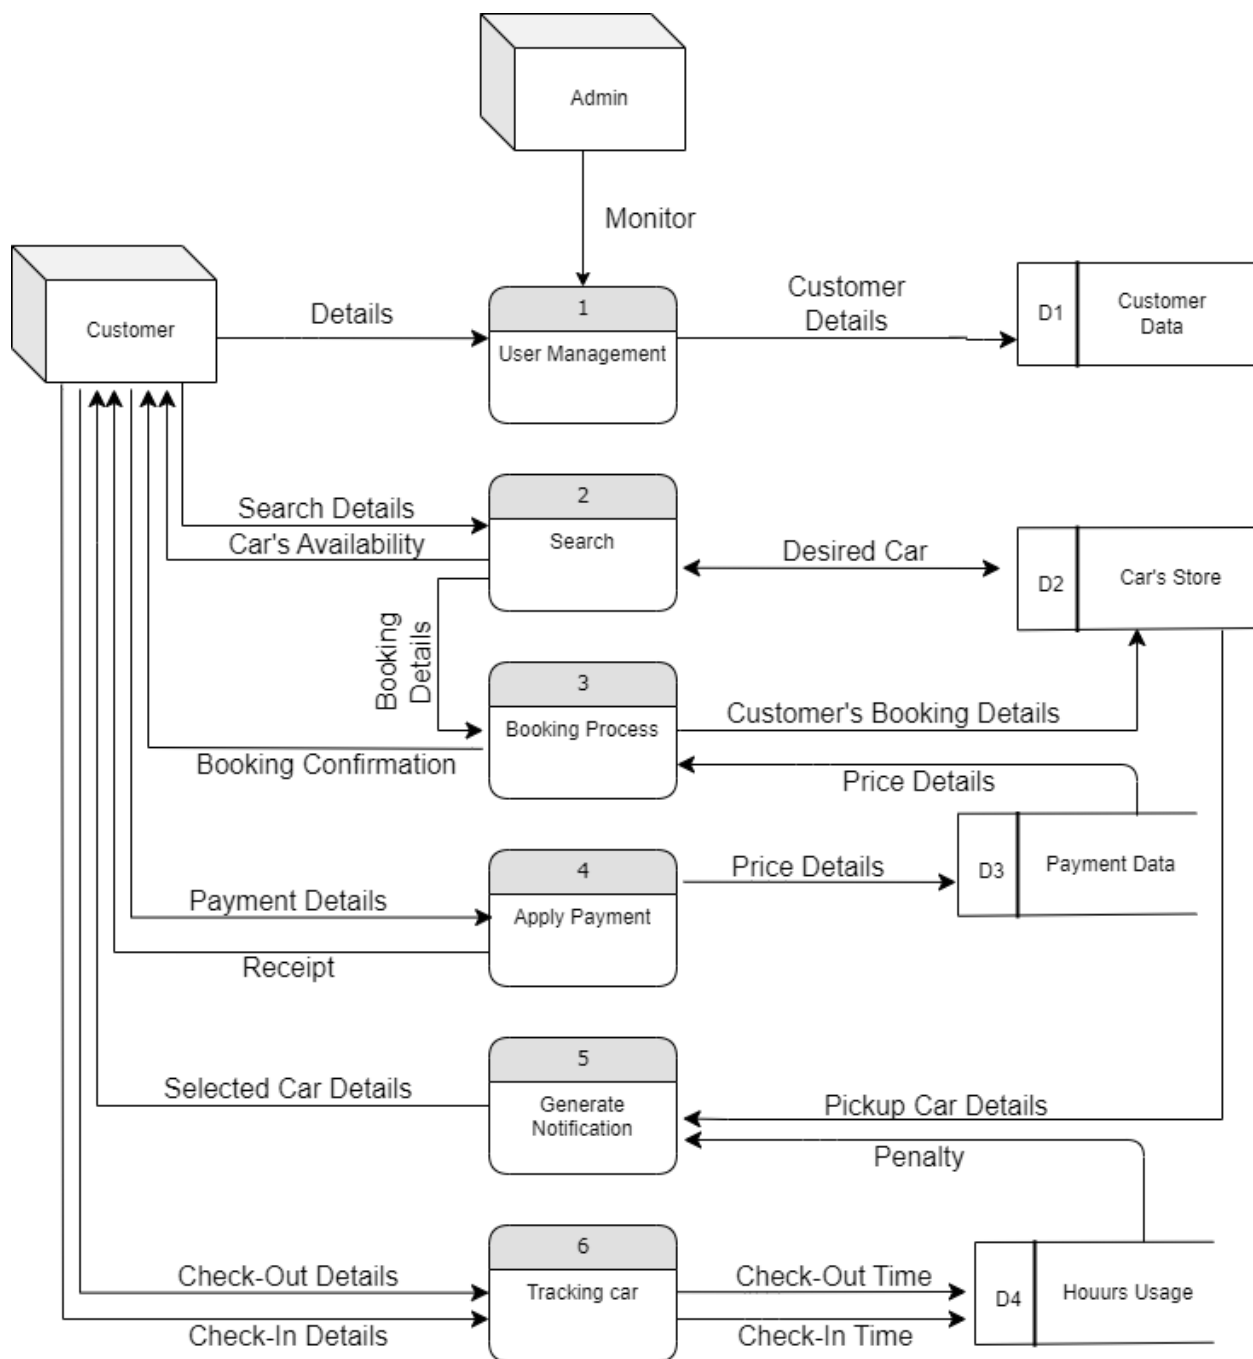 Admin
Monitor
Customer
Details
1
User Management
Customer
Details
D1
Customer
Data
2
Search
Search Details
Car's Availability
Desired Car
D2
Car's Store
Booking
Details
3
Booking Process
Customer's Booking Details
Booking Confirmation
Price Details
4
Apply Payment
Price Details
D3
Payment Data
Payment Details
Receipt
5
Generate
Notification
Selected Car Details
Pickup Car Details
Penalty
6
Tracking car
Check-Out Details
Check-In Details
Check-Out Time
Check-In Time
D4
Houurs Usage